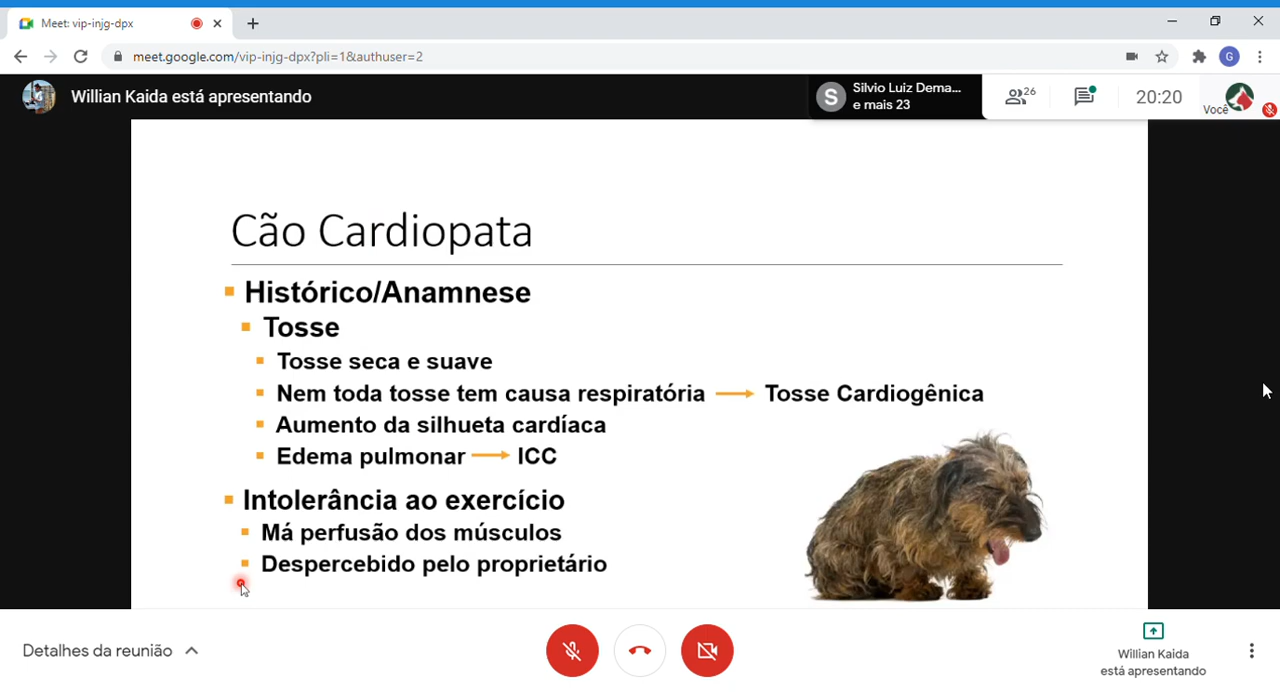 Meet: vip-injg-dpx
meet.google.com/vip-injg-dpx?pli=1&authuser=2
G
Willian Kaida está apresentando
S
Silvio Luiz Dema...
e mais 23
26
20:20
Você
Cão Cardiopata
Histórico/Anamnese
Tosse
Tosse seca e suave
Nem toda tosse tem causa respiratória → Tosse Cardiogênica
Aumento da silhueta cardíaca
Edema pulmonar → ICC
Intolerância ao exercício
Má perfusão dos músculos
Despercebido pelo proprietário
Detalhes da reunião
Willian Kaida
está apresentando